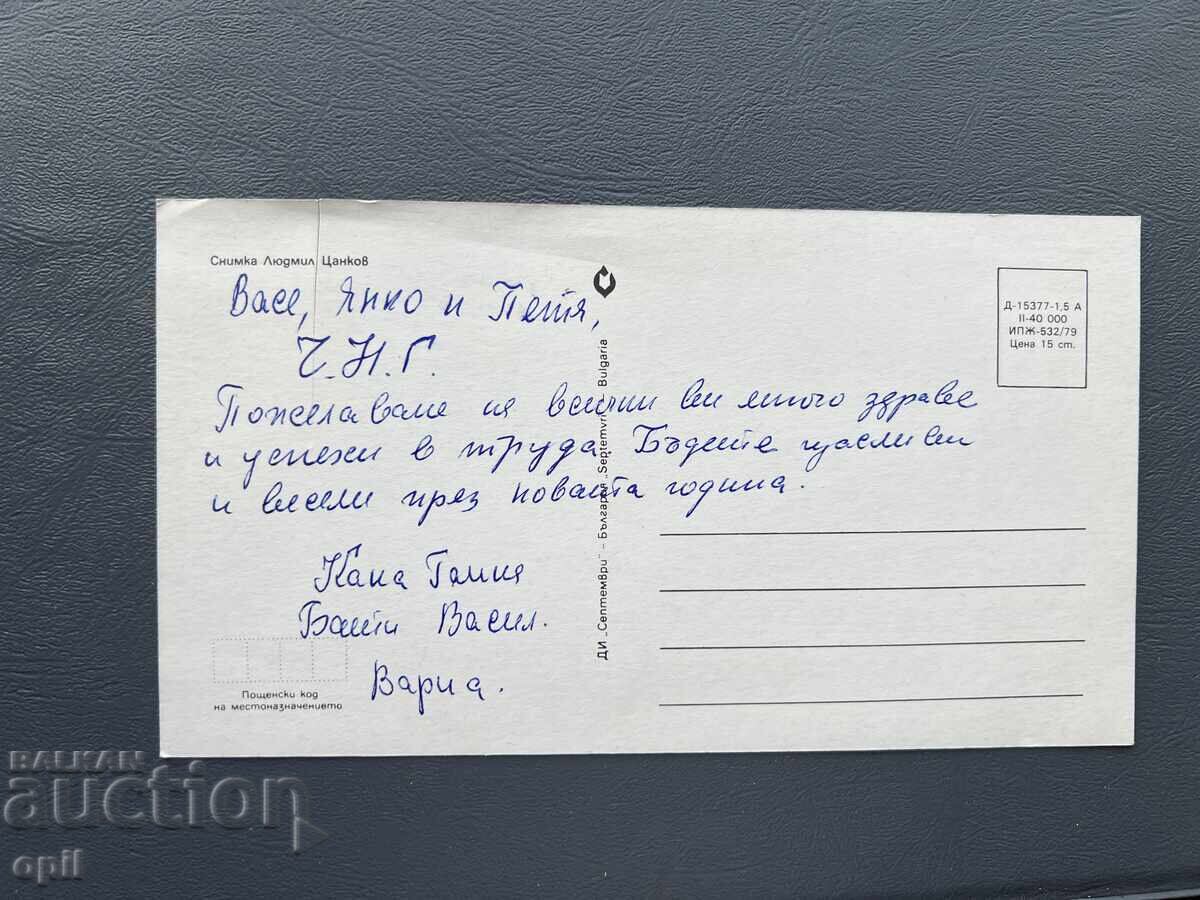 Снимка Людмил Цанков
Васе, Янко и Петя,
Ч.Н.Г.
Пожелаваме на всички ви много здраве
и успехи в труда. Бъдете щасливи
и весели през новата година.
Кака Галя
Бати Васил.
Варна.
Пощенски код
на местоназначението
ДИ „Септември" – България „Septemvri" – Bulgaria
Д-15377-1,5 А
II-40 000
ИПЖ-532/79
Цена 15 ст.
BALKAN
auction
opil